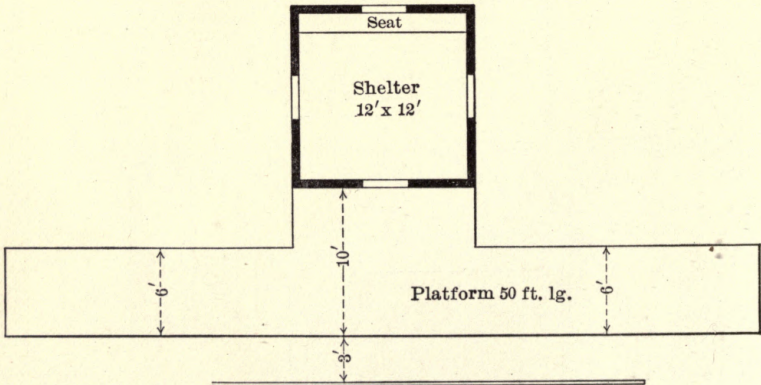 Seat
Shelter
12' x 12'
10'
6'
Platform 50 ft. lg.
6'
3'